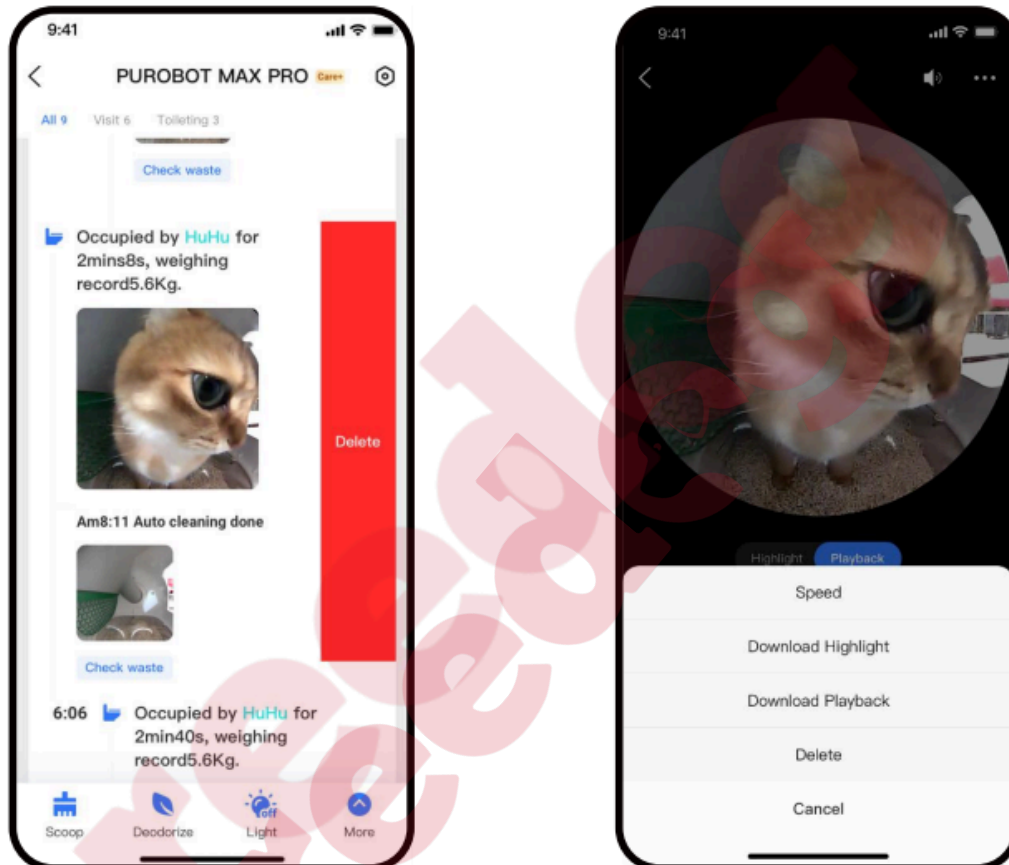 9:41
PUROBOT MAX PRO Care+
All 9 Visit 6 Toileting 3
Check waste
Occupied by HuHu for
2mins8s, weighing
record5.6Kg.
Delete
Am8:11 Auto cleaning done
Check waste
6:06 Occupied by HuHu for
2min40s, weighing
record5.6Kg.
off
Scoop Deodorize Light More
9:41
Highlight Playback
Speed
Download Highlight
Download Playback
Delete
Cancel